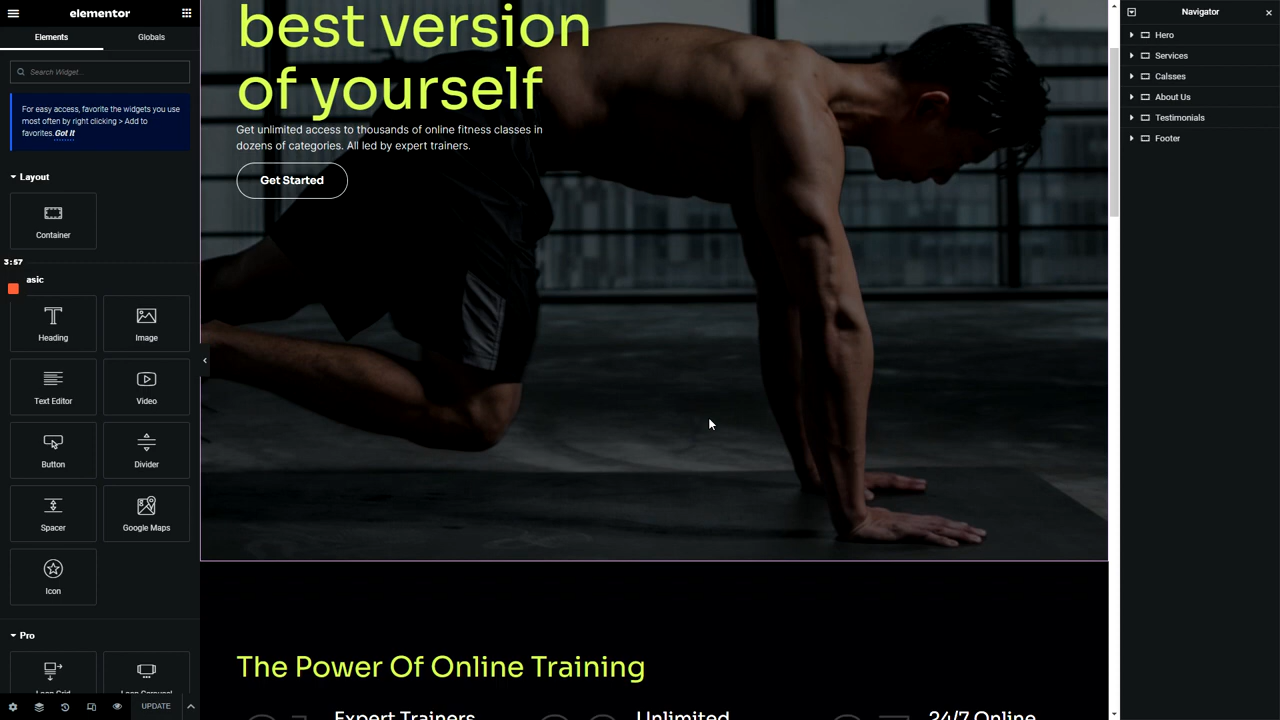 elementor
Elements
Globals
Search Widget...
For easy access, favorite the widgets you use
most often by right clicking > Add to
favorites. Got It
Layout
Container
3:57
asic
Heading
Image
Text Editor
Video
Button
Divider
Spacer
Google Maps
Icon
Pro
Loop Grid
Loop Carousel
UPDATE
best version
of yourself
Get unlimited access to thousands of online fitness classes in
dozens of categories. All led by expert trainers.
Get Started
The Power Of Online Training
Expert Trainers
Unlimited
24/7 Online
Navigator
Hero
Services
Calsses
About Us
Testimonials
Footer